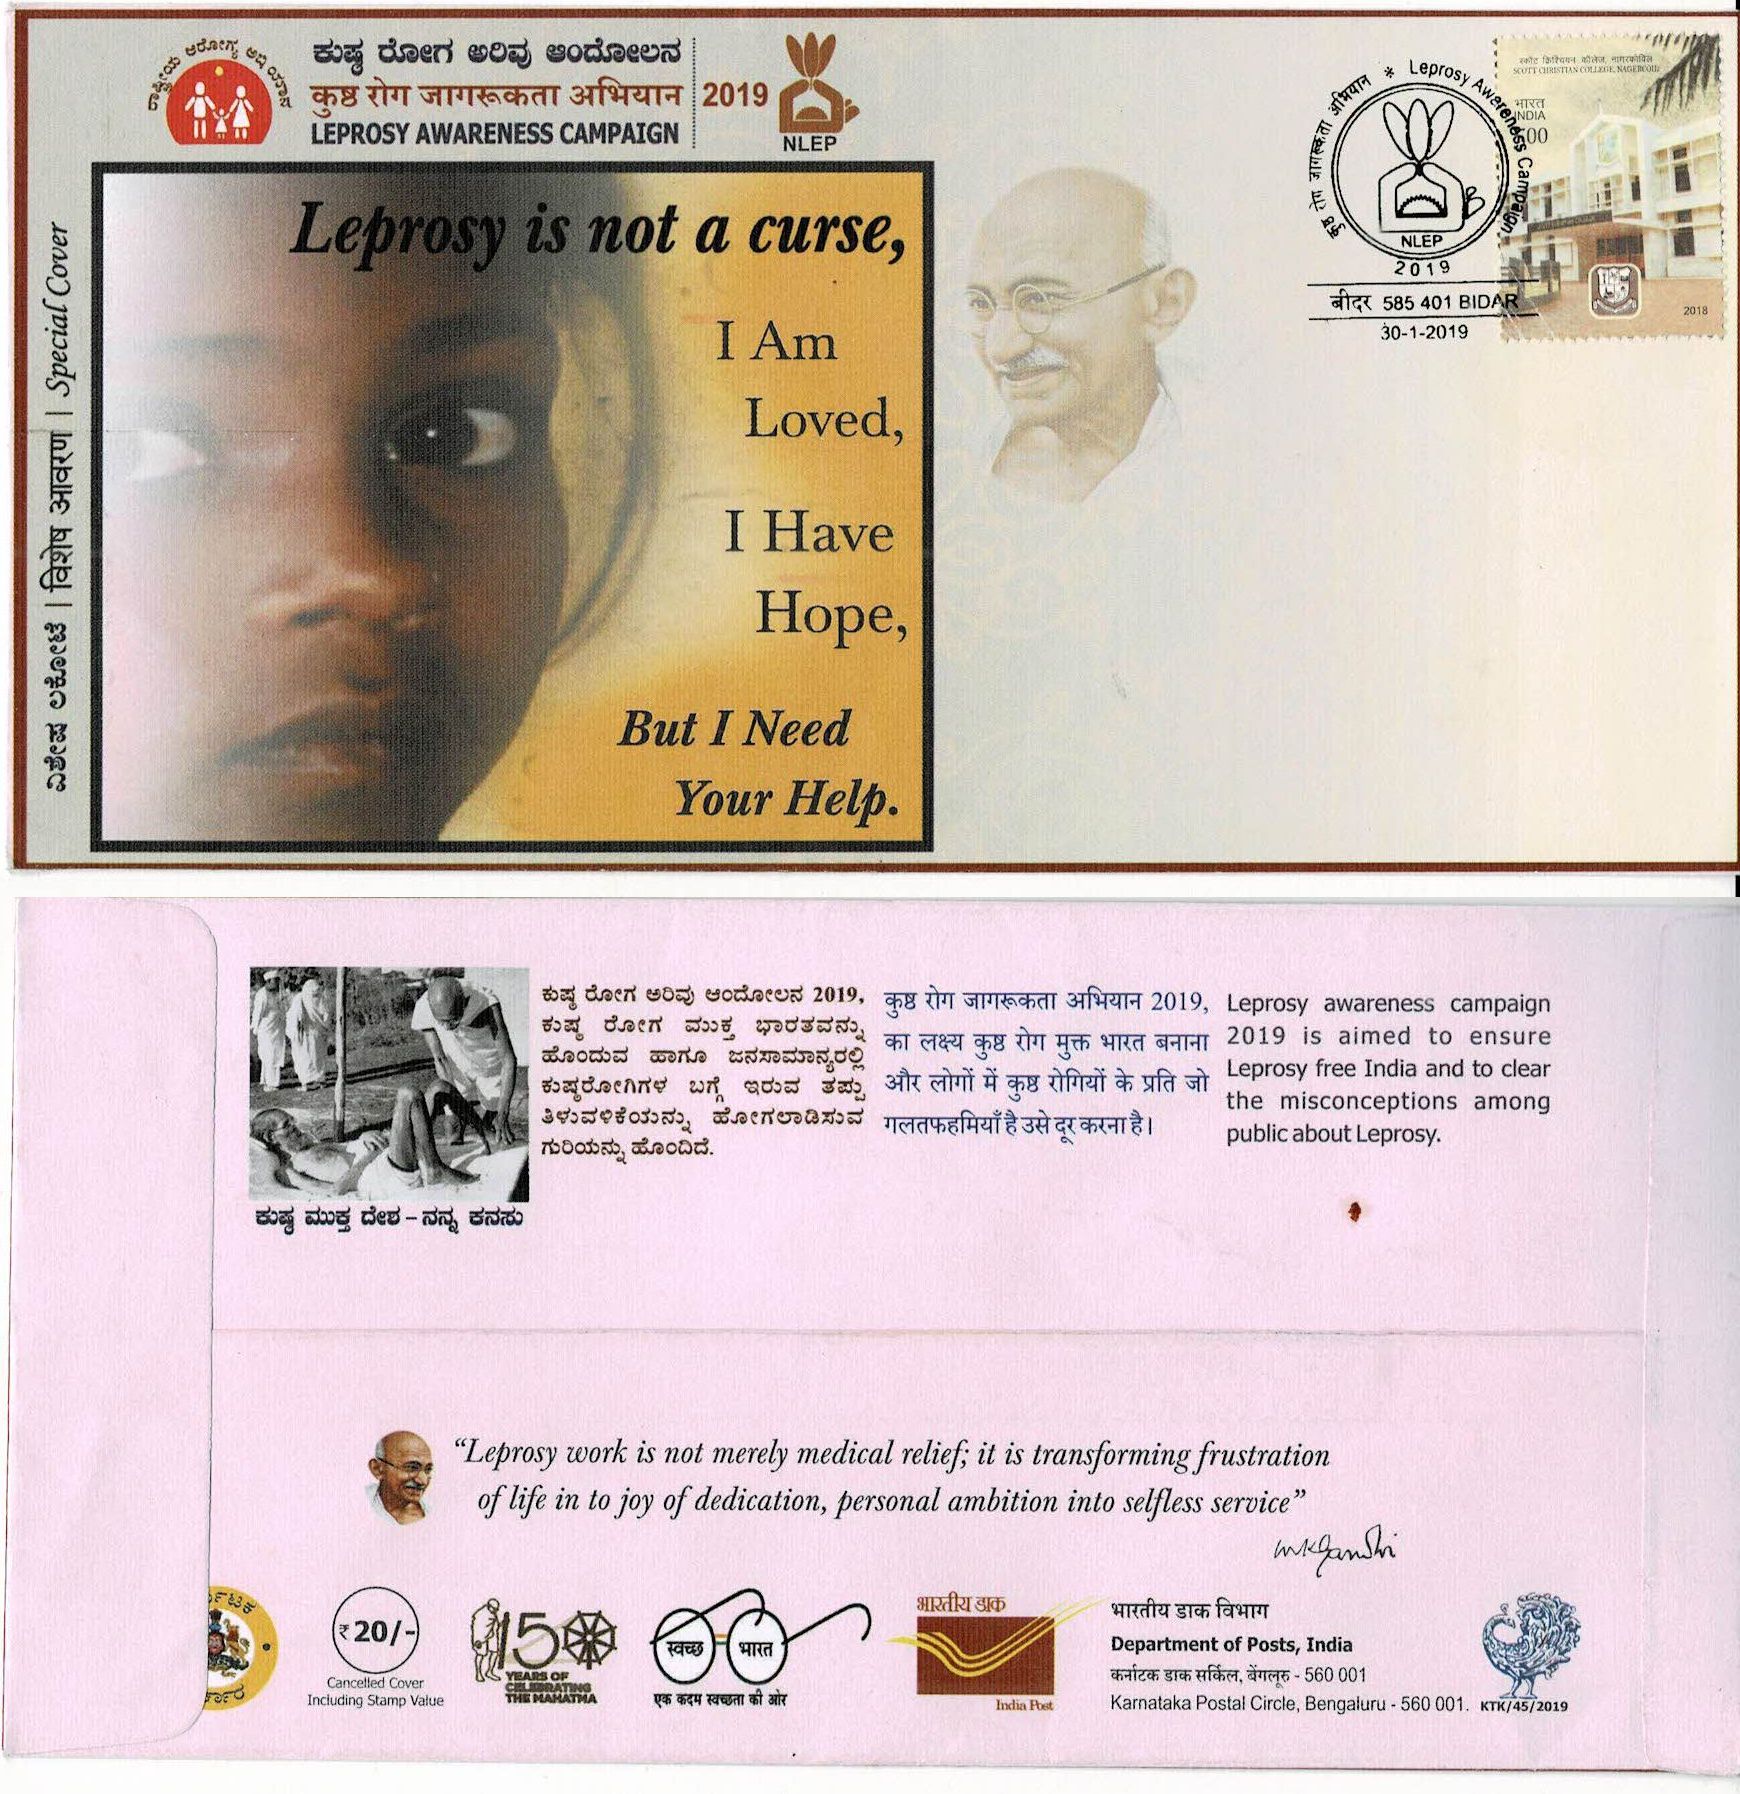 ರಾಷ್ಟ್ರೀಯ ಆರೋಗ್ಯ ಅಭಿಯಾನ
ಕುಷ್ಠ ರೋಗ ಅರಿವು ಆಂದೋಲನ
कुष्ठ रोग जागरूकता अभियान
LEPROSY AWARENESS CAMPAIGN
2019
NLEP
ವಿಶೇಷ ಲಕೋಟೆ | विशेष आवरण | Special Cover
Leprosy is not a curse,
I Am
Loved,
I Have
Hope,
But I Need
Your Help.
कुष्ठ रोग जागरूकता अभियान * Leprosy Awareness Campaign
NLEP
2019
बीदर 585 401 BIDAR
30-1-2019
स्कॉट क्रिश्चियन कॉलेज, नागरकोविल
SCOTT CHRISTIAN COLLEGE, NAGERCOIL
भारत
INDIA
2018
ಕುಷ್ಠ ಮುಕ್ತ ದೇಶ – ನನ್ನ ಕನಸು
ಕುಷ್ಠ ರೋಗ ಅರಿವು ಆಂದೋಲನ 2019,
ಕುಷ್ಠ ರೋಗ ಮುಕ್ತ ಭಾರತವನ್ನು
ಹೊಂದುವ ಹಾಗೂ ಜನಸಾಮಾನ್ಯರಲ್ಲಿ
ಕುಷ್ಠರೋಗಿಗಳ ಬಗ್ಗೆ ಇರುವ ತಪ್ಪು
ತಿಳುವಳಿಕೆಯನ್ನು ಹೋಗಲಾಡಿಸುವ
ಗುರಿಯನ್ನು ಹೊಂದಿದೆ.
कुष्ठ रोग जागरूकता अभियान 2019,
का लक्ष्य कुष्ठ रोग मुक्त भारत बनाना
और लोगों में कुष्ठ रोगियों के प्रति जो
गलतफहमियाँ है उसे दूर करना है।
Leprosy awareness campaign
2019 is aimed to ensure
Leprosy free India and to clear
the misconceptions among
public about Leprosy.
“Leprosy work is not merely medical relief; it is transforming frustration
of life in to joy of dedication, personal ambition into selfless service”
MKGandhi
₹ 20/-
Cancelled Cover
Including Stamp Value
150
YEARS OF
CELEBRATING
THE MAHATMA
स्वच्छ भारत
एक कदम स्वच्छता की ओर
भारतीय डाक
India Post
भारतीय डाक विभाग
Department of Posts, India
कर्नाटक डाक सर्किल, बेंगलूरु - 560 001
Karnataka Postal Circle, Bengaluru - 560 001.
KTK/45/2019